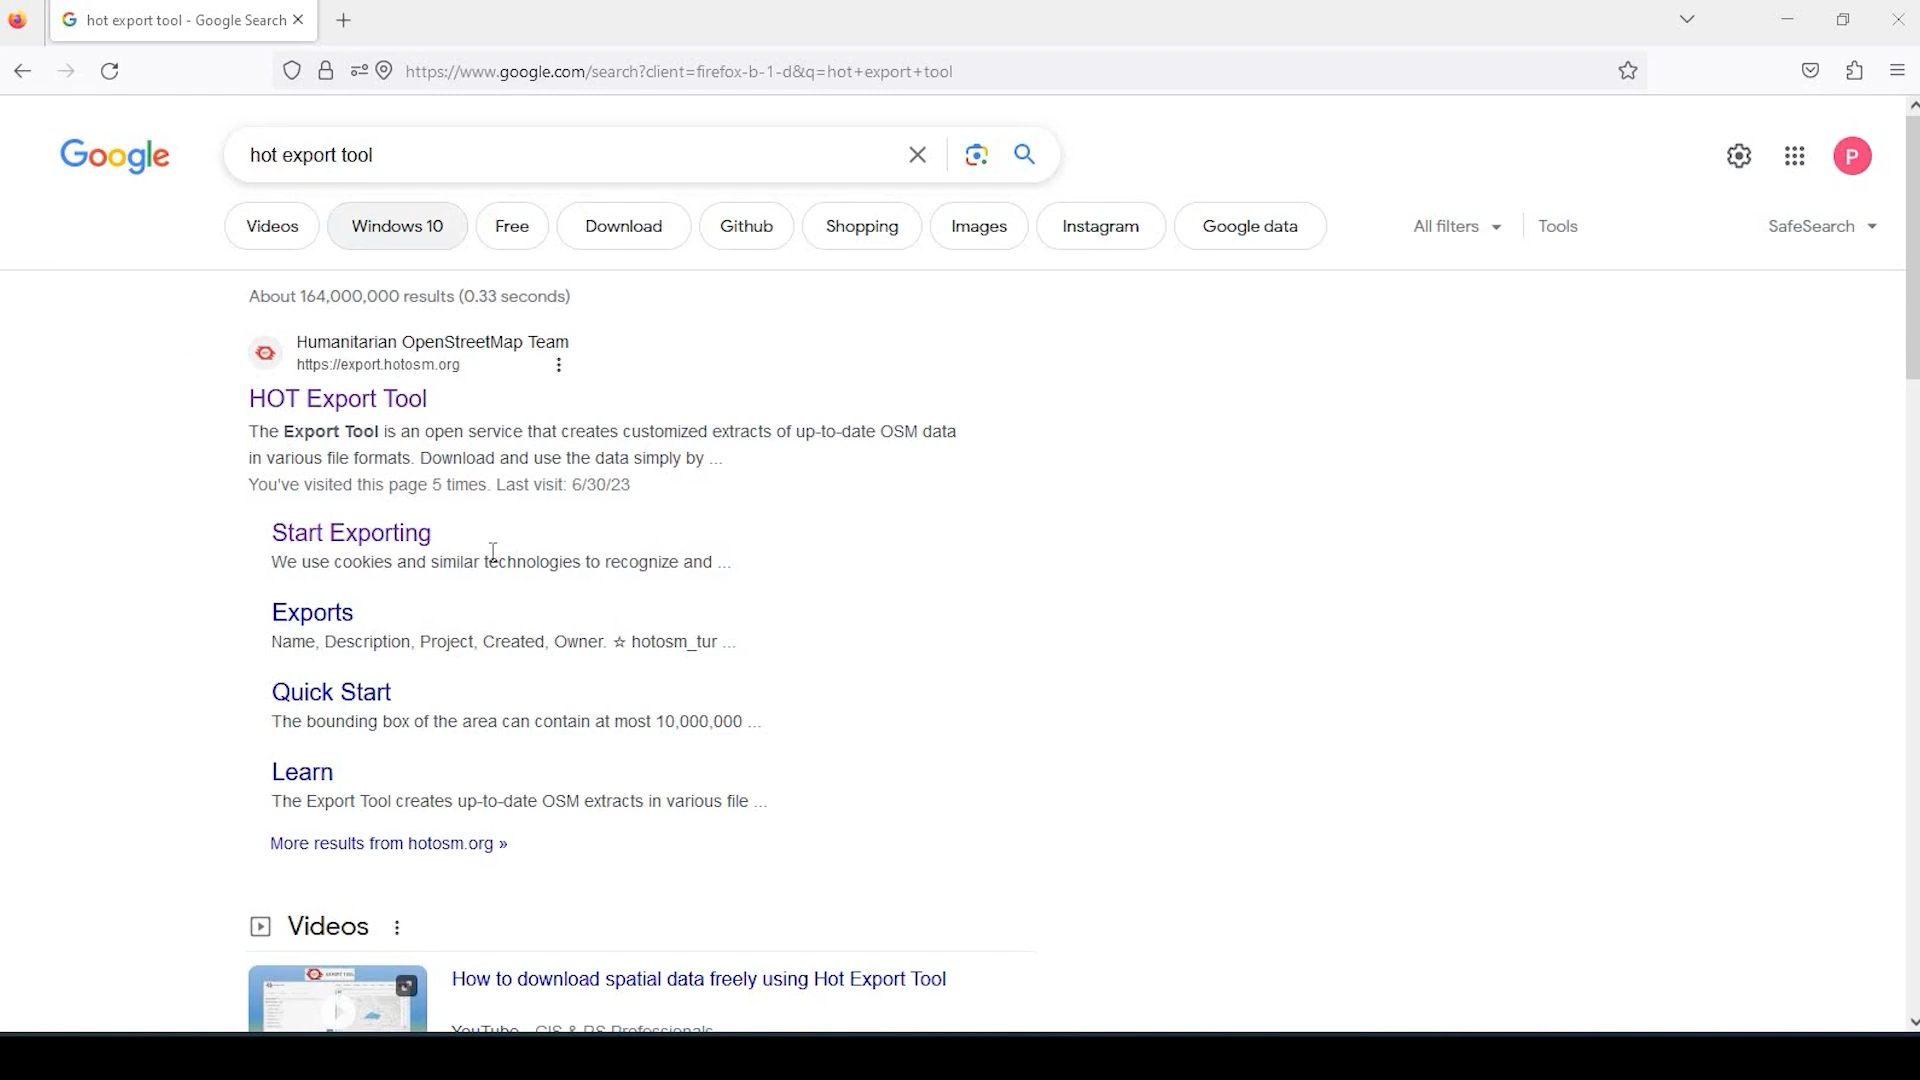 hot export tool - Google Search
https://www.google.com/search?client=firefox-b-1-d&q=hot+export+tool
Google
hot export tool
P
Videos
Windows 10
Free
Download
Github
Shopping
Images
Instagram
Google data
All filters
Tools
SafeSearch
About 164,000,000 results (0.33 seconds)
Humanitarian OpenStreetMap Team
https://export.hotosm.org
HOT Export Tool
The Export Tool is an open service that creates customized extracts of up-to-date OSM data
in various file formats. Download and use the data simply by ...
You've visited this page 5 times. Last visit: 6/30/23
Start Exporting
We use cookies and similar technologies to recognize and ...
Exports
Name, Description, Project, Created, Owner. ☆ hotosm_tur ...
Quick Start
The bounding box of the area can contain at most 10,000,000 ...
Learn
The Export Tool creates up-to-date OSM extracts in various file ...
More results from hotosm.org »
Videos
EXPORT TOOL
How to download spatial data freely using Hot Export Tool
YouTube · GIS & RS Professionals